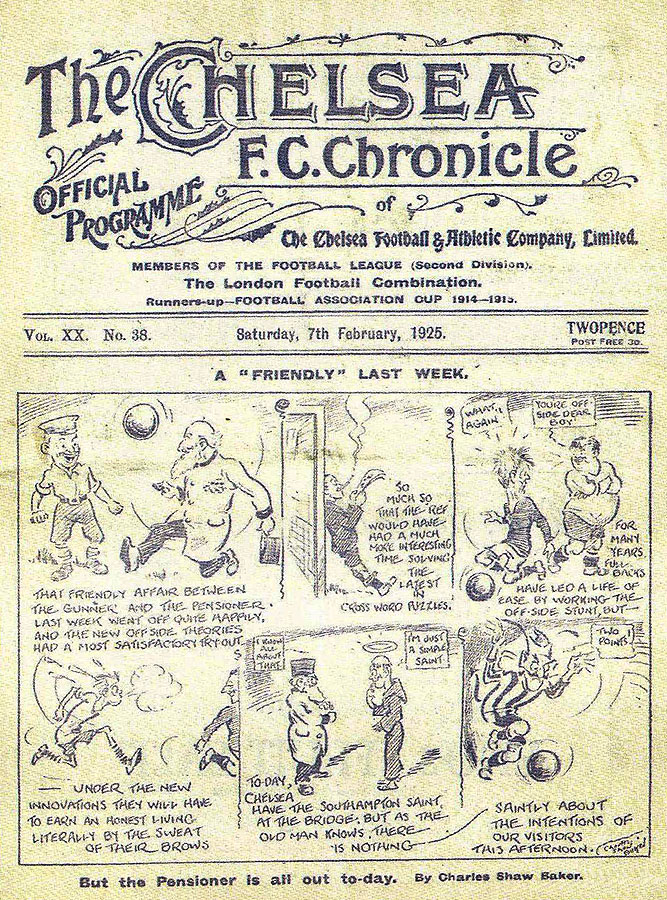 The CHELSEA
F.C. Chronicle
OFFICIAL
PROGRAMME
of
The Chelsea Football & Athletic Company, Limited.
MEMBERS OF THE FOOTBALL LEAGUE (Second Division).
The London Football Combination.
Runners-up—FOOTBALL ASSOCIATION CUP 1914—1915.
VOL. XX. No. 38.
Saturday, 7th February, 1925.
TWOPENCE
POST FREE 3D.
A "FRIENDLY" LAST WEEK.
THAT FRIENDLY AFFAIR BETWEEN
THE GUNNER AND THE PENSIONER
LAST WEEK WENT OFF QUITE HAPPILY,
AND THE NEW OFFSIDE THEORIES
HAD A MOST SATISFACTORY TRY OUT
SO
MUCH SO
THAT THE REF
WOULD HAVE
HAD A MUCH
MORE INTERESTING
TIME SOLVING
THE
LATEST
IN
CROSS WORD PUZZLES.
WHAT,
AGAIN
YOU'RE OFF
SIDE DEAR
BOY
FOR
MANY
YEARS
FULL
BACKS
HAVE LED A LIFE OF
EASE BY WORKING THE
OFF-SIDE STUNT, BUT—
— UNDER THE NEW
INNOVATIONS THEY WILL HAVE
TO EARN AN HONEST LIVING
LITERALLY BY THE SWEAT
OF THEIR BROWS
I KNOW
ALL
ABOUT
THAT
I'M JUST
A SIMPLE
SAINT
TO-DAY,
CHELSEA
HAVE THE SOUTHAMPTON SAINT,
AT THE BRIDGE. BUT AS THE
OLD MAN KNOWS, THERE
IS NOTHING
TWO
POINTS!
SAINTLY ABOUT
THE INTENTIONS OF
OUR VISITORS
THIS AFTERNOON.
But the Pensioner is all out to-day. By Charles Shaw Baker.